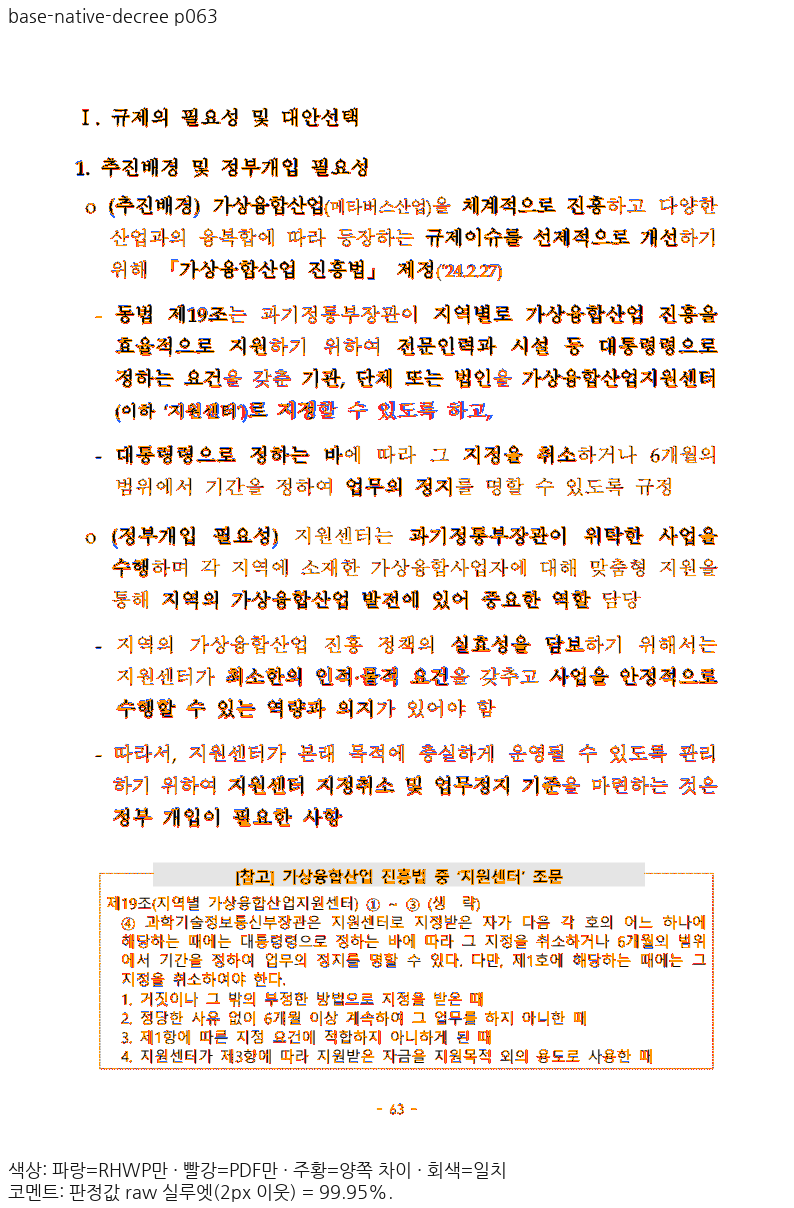 base-native-decree p063
Ⅰ. 규제의 필요성 및 대안선택
1. 추진배경 및 정부개입 필요성
o (추진배경) 가상융합산업(메타버스산업)을 체계적으로 진흥하고 다양한
산업과의 융복합에 따라 등장하는 규제이슈를 선제적으로 개선하기
위해 「가상융합산업 진흥법」 제정('24.2.27)
- 동법 제19조는 과기정통부장관이 지역별로 가상융합산업 진흥을
효율적으로 지원하기 위하여 전문인력과 시설 등 대통령령으로
정하는 요건을 갖춘 기관, 단체 또는 법인을 가상융합산업지원센터
(이하 '지원센터')로 지정할 수 있도록 하고,
- 대통령령으로 정하는 바에 따라 그 지정을 취소하거나 6개월의
범위에서 기간을 정하여 업무의 정지를 명할 수 있도록 규정
o (정부개입 필요성) 지원센터는 과기정통부장관이 위탁한 사업을
수행하며 각 지역에 소재한 가상융합사업자에 대해 맞춤형 지원을
통해 지역의 가상융합산업 발전에 있어 중요한 역할 담당
- 지역의 가상융합산업 진흥 정책의 실효성을 담보하기 위해서는
지원센터가 최소한의 인적·물적 요건을 갖추고 사업을 안정적으로
수행할 수 있는 역량과 의지가 있어야 함
- 따라서, 지원센터가 본래 목적에 충실하게 운영될 수 있도록 관리
하기 위하여 지원센터 지정취소 및 업무정지 기준을 마련하는 것은
정부 개입이 필요한 사항
[참고] 가상융합산업 진흥법 중 '지원센터' 조문
제19조(지역별 가상융합산업지원센터) ① ~ ③ (생 략)
④ 과학기술정보통신부장관은 지원센터로 지정받은 자가 다음 각 호의 어느 하나에
해당하는 때에는 대통령령으로 정하는 바에 따라 그 지정을 취소하거나 6개월의 범위
에서 기간을 정하여 업무의 정지를 명할 수 있다. 다만, 제1호에 해당하는 때에는 그
지정을 취소하여야 한다.
1. 거짓이나 그 밖의 부정한 방법으로 지정을 받은 때
2. 정당한 사유 없이 6개월 이상 계속하여 그 업무를 하지 아니한 때
3. 제1항에 따른 지정 요건에 적합하지 아니하게 된 때
4. 지원센터가 제3항에 따라 지원받은 자금을 지원목적 외의 용도로 사용한 때
- 63 -
색상: 파랑=RHWP만 · 빨강=PDF만 · 주황=양쪽 차이 · 회색=일치
코멘트: 판정값 raw 실루엣(2px 이웃) = 99.95%.